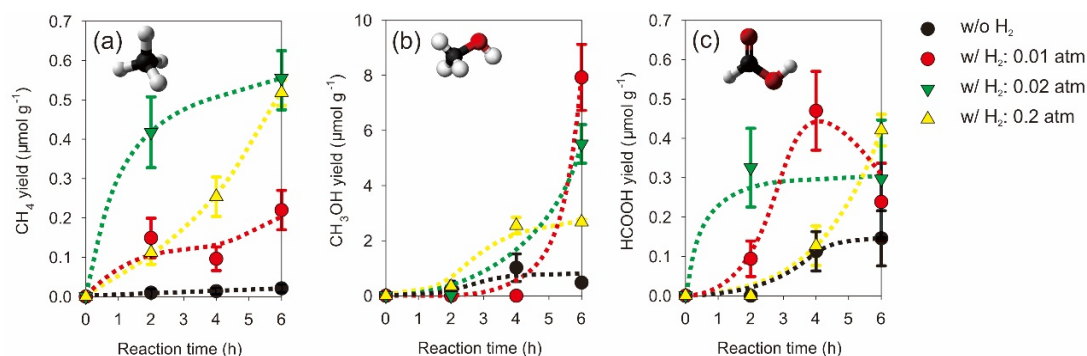 (a)
CH₄ yield (μmol g⁻¹)
0.7
0.6
0.5
0.4
0.3
0.2
0.1
0.0
0 1 2 3 4 5 6
Reaction time (h)
(b)
CH₃OH yield (μmol g⁻¹)
10
8
6
4
2
0
0 1 2 3 4 5 6
Reaction time (h)
(c)
HCOOH yield (μmol g⁻¹)
0.7
0.6
0.5
0.4
0.3
0.2
0.1
0.0
0 1 2 3 4 5 6
Reaction time (h)
w/o H₂
w/ H₂: 0.01 atm
w/ H₂: 0.02 atm
w/ H₂: 0.2 atm